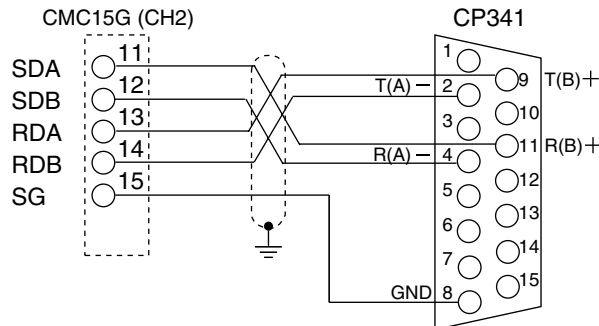 CMC15G (CH2)
CP341
SDA 11
SDB 12
RDA 13
RDB 14
SG 15
1
T(A) − 2
3
R(A) − 4
5
6
7
GND 8
9 T(B)+
10
11 R(B)+
12
13
14
15